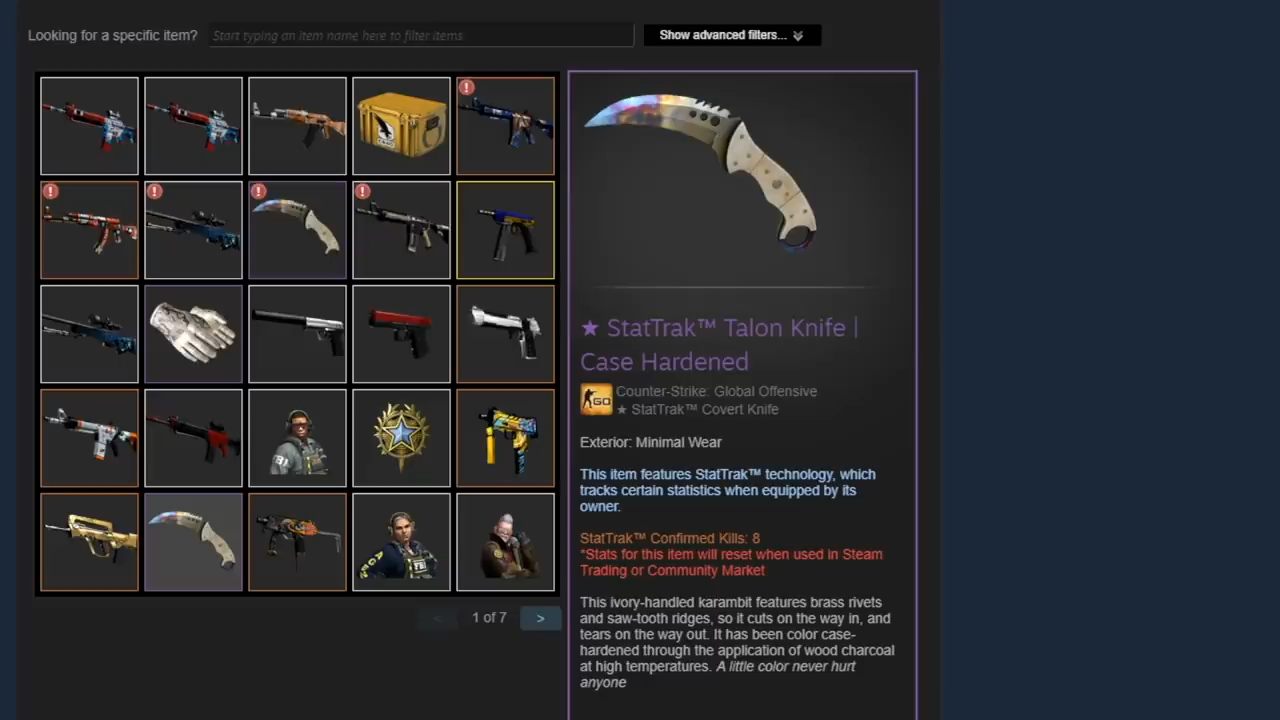 Looking for a specific item?
Start typing an item name here to filter items
Show advanced filters...
★ StatTrak™ Talon Knife |
Case Hardened
GO
Counter-Strike: Global Offensive
★ StatTrak™ Covert Knife
Exterior: Minimal Wear
This item features StatTrak™ technology, which
tracks certain statistics when equipped by its
owner.
StatTrak™ Confirmed Kills: 8
*Stats for this item will reset when used in Steam
Trading or Community Market
This ivory-handled karambit features brass rivets
and saw-tooth ridges, so it cuts on the way in, and
tears on the way out. It has been color case-
hardened through the application of wood charcoal
at high temperatures. A little color never hurt
anyone
FBI
FBI
< 1 of 7 >